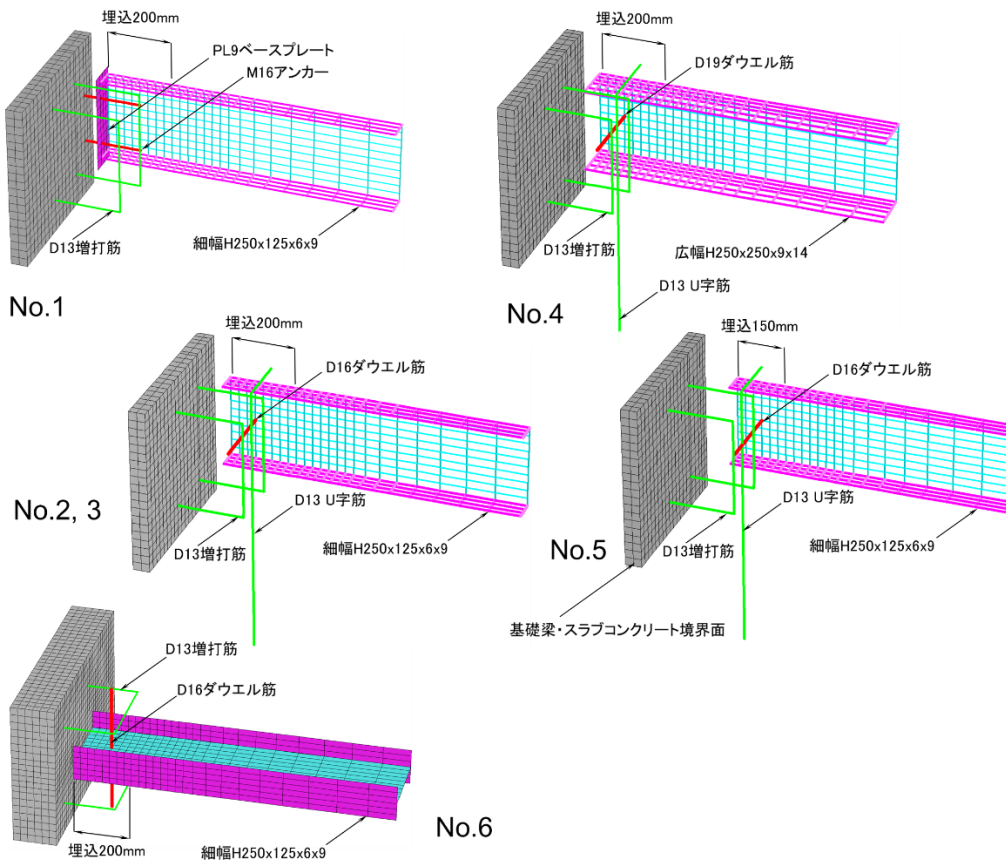 埋込200mm
PL9ベースプレート
M16アンカー
D13増打筋
細幅H250x125x6x9
No.1
埋込200mm
D19ダウエル筋
D13増打筋
広幅H250x250x9x14
D13 U字筋
No.4
埋込200mm
D16ダウエル筋
D13 U字筋
D13増打筋
細幅H250x125x6x9
No.2, 3
埋込150mm
D16ダウエル筋
D13 U字筋
D13増打筋
細幅H250x125x6x9
No.5
基礎梁・スラブコンクリート境界面
D13増打筋
D16ダウエル筋
埋込200mm
細幅H250x125x6x9
No.6